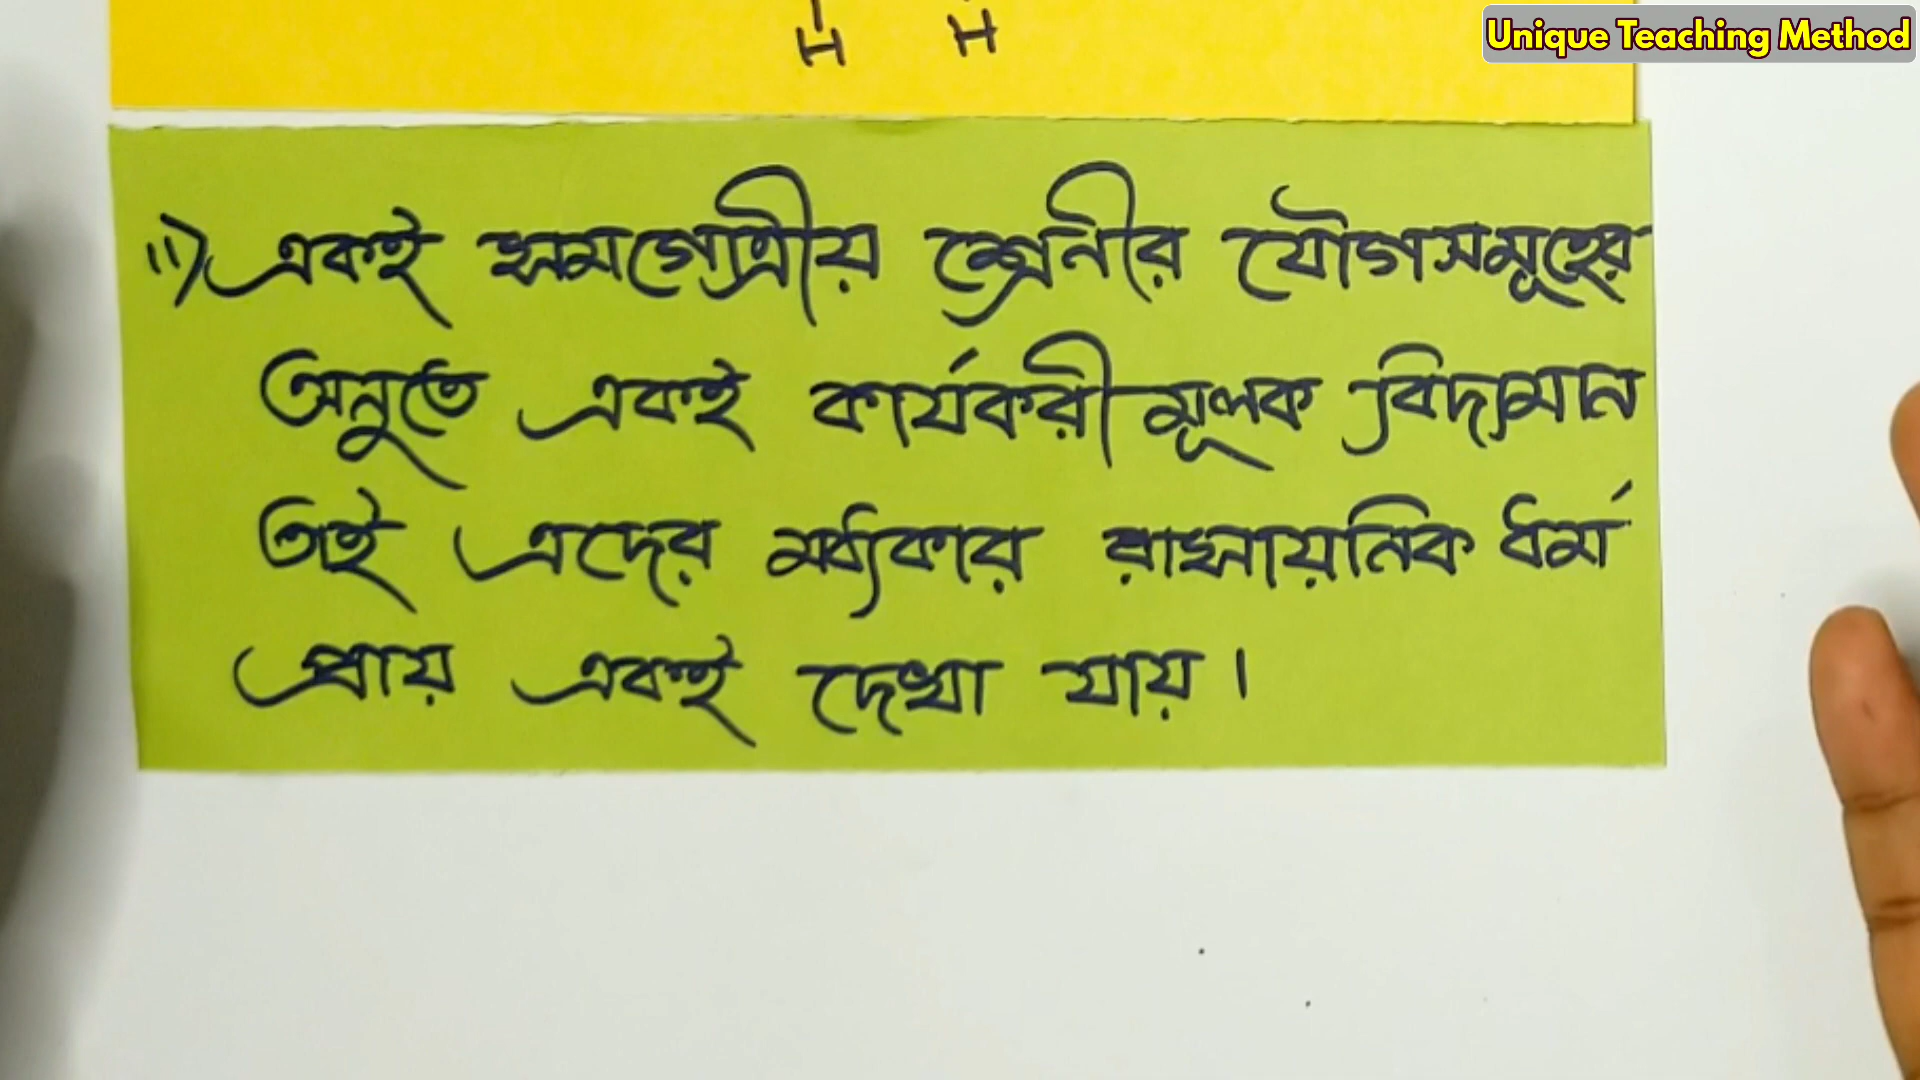 H H
Unique Teaching Method
ii) একই সমগোত্রীয় শ্রেনীর যৌগসমূহের
অনুতে একই কার্যকরী মূলক বিদ্যমান
তাই এদের মধ্যকার রাসায়নিক ধর্ম
প্রায় একই দেখা যায়।